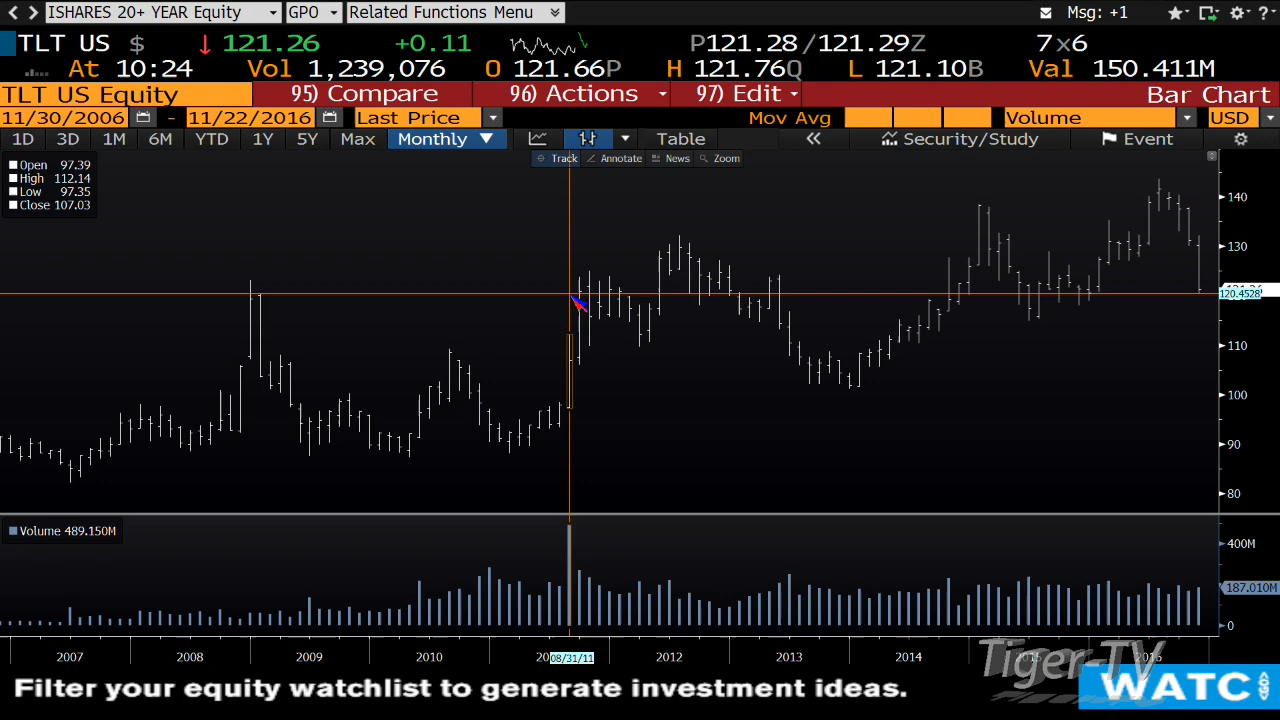 ISHARES 20+ YEAR Equity GPO Related Functions Menu Msg: +1 ?
TLT US $ ↓ 121.26 +0.11 P121.28/121.29Z 7x6
At 10:24 Vol 1,239,076 O 121.66P H 121.76Q L 121.10B Val 150.411M
TLT US Equity 95) Compare 96) Actions 97) Edit Bar Chart
11/30/2006 - 11/22/2016 Last Price Mov Avg Volume USD
1D 3D 1M 6M YTD 1Y 5Y Max Monthly ▼ Table « Security/Study Event
Track Annotate News Zoom
Open 97.39
High 112.14
Low 97.35
Close 107.03
140
130
120.4528
110
100
90
80
Volume 489.150M
400M
187.010M
0
2007 2008 2009 2010 08/31/11 2012 2013 2014 2015 2016
Tiger-TV
Filter your equity watchlist to generate investment ideas.
WATC